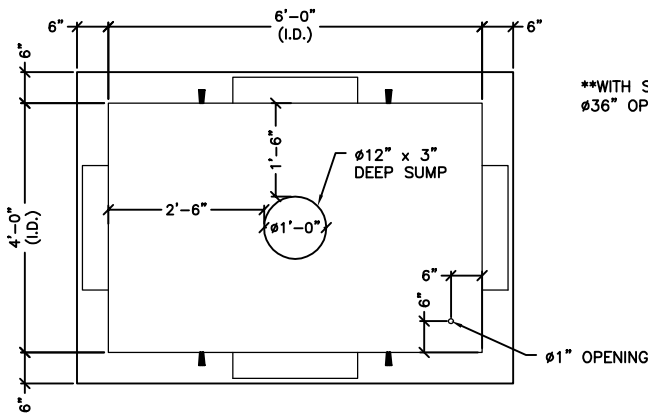 6'-0"
(I.D.)
6"
6"
6"
**WITH S
ø36" OP
1'-6"
ø12" x 3"
DEEP SUMP
2'-6"
ø1'-0"
4'-0"
(I.D.)
6"
6"
ø1" OPENING
6"